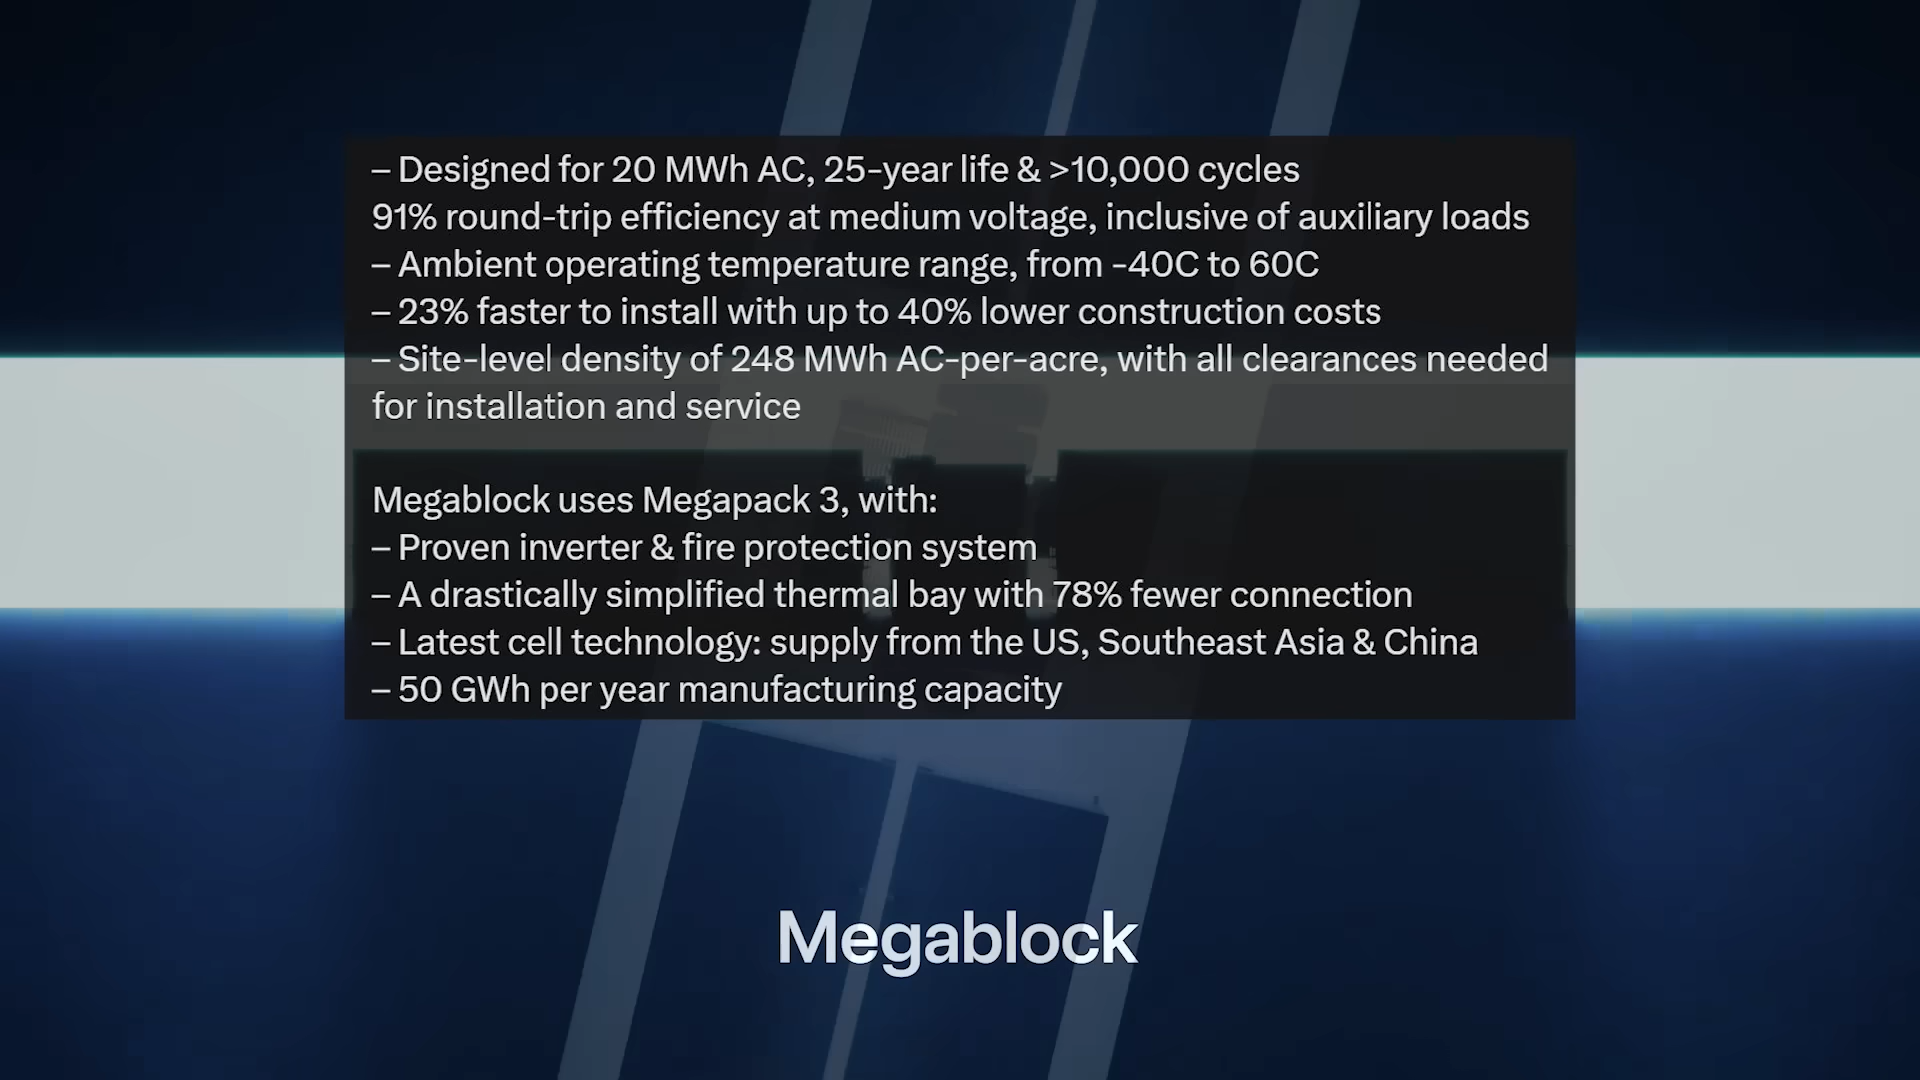 – Designed for 20 MWh AC, 25-year life & >10,000 cycles
91% round-trip efficiency at medium voltage, inclusive of auxiliary loads
– Ambient operating temperature range, from -40C to 60C
– 23% faster to install with up to 40% lower construction costs
– Site-level density of 248 MWh AC-per-acre, with all clearances needed
for installation and service
Megablock uses Megapack 3, with:
– Proven inverter & fire protection system
– A drastically simplified thermal bay with 78% fewer connection
– Latest cell technology: supply from the US, Southeast Asia & China
– 50 GWh per year manufacturing capacity
Megablock